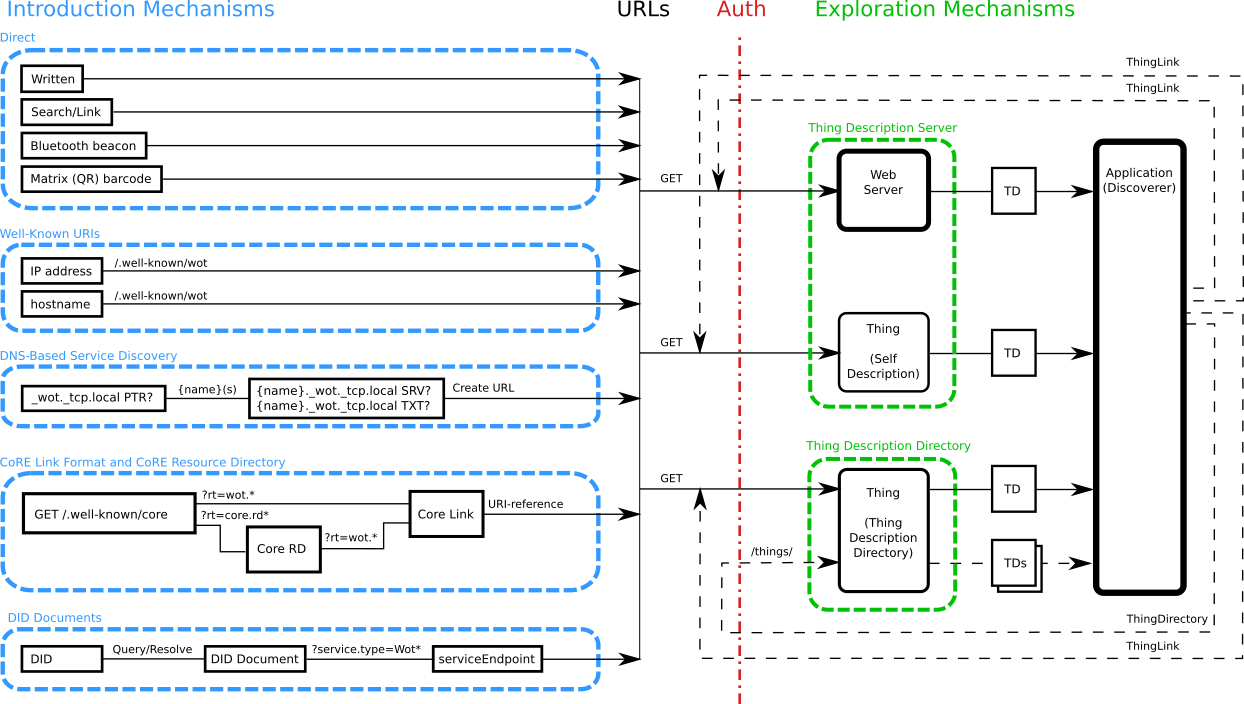 Introduction Mechanisms
URLs
Auth
Exploration Mechanisms
Direct
Written
Search/Link
Bluetooth beacon
Matrix (QR) barcode
Well-Known URIs
IP address
/.well-known/wot
hostname
/.well-known/wot
DNS-Based Service Discovery
_wot._tcp.local PTR?
{name}(s)
{name}._wot._tcp.local SRV?
{name}._wot._tcp.local TXT?
Create URL
CoRE Link Format and CoRE Resource Directory
GET /.well-known/core
?rt=wot.*
?rt=core.rd*
Core RD
?rt=wot.*
Core Link
URI-reference
DID Documents
DID
Query/Resolve
DID Document
?service.type=Wot*
serviceEndpoint
ThingLink
ThingLink
Thing Description Server
GET
Web
Server
TD
Application
(Discoverer)
GET
Thing
(Self
Description)
TD
Thing Description Directory
GET
Thing
(Thing
Description
Directory)
TD
/things/
TDs
ThingDirectory
ThingLink